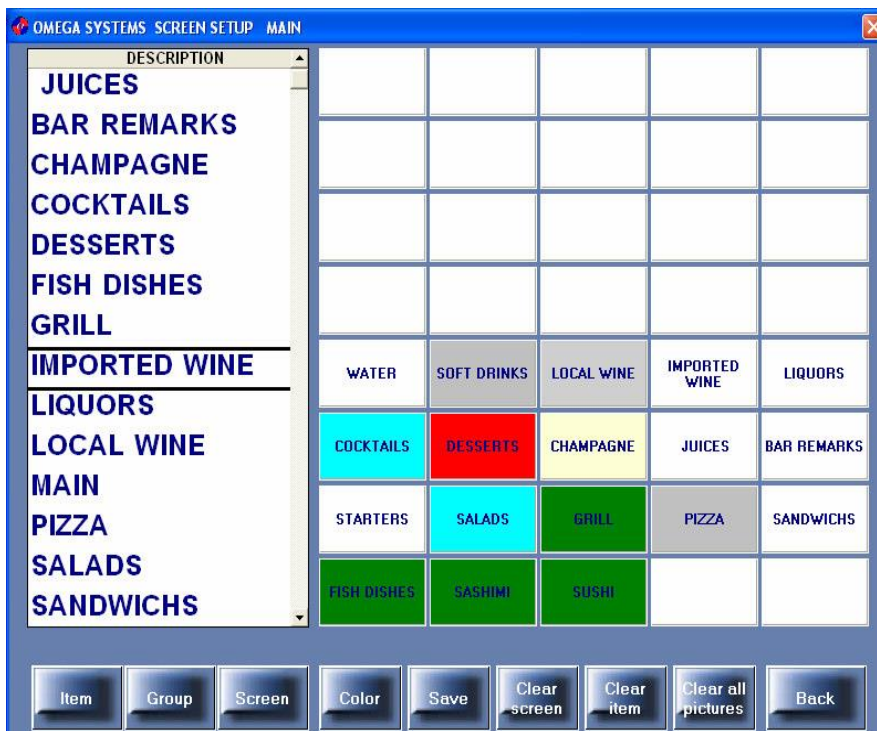 OMEGA SYSTEMS SCREEN SETUP MAIN
DESCRIPTION
JUICES
BAR REMARKS
CHAMPAGNE
COCKTAILS
DESSERTS
FISH DISHES
GRILL
IMPORTED WINE
LIQUORS
LOCAL WINE
MAIN
PIZZA
SALADS
SANDWICHS
WATER
SOFT DRINKS
LOCAL WINE
IMPORTED
WINE
LIQUORS
COCKTAILS
DESSERTS
CHAMPAGNE
JUICES
BAR REMARKS
STARTERS
SALADS
GRILL
PIZZA
SANDWICHS
FISH DISHES
SASHIMI
SUSHI
Item
Group
Screen
Color
Save
Clear
screen
Clear
item
Clear all
pictures
Back